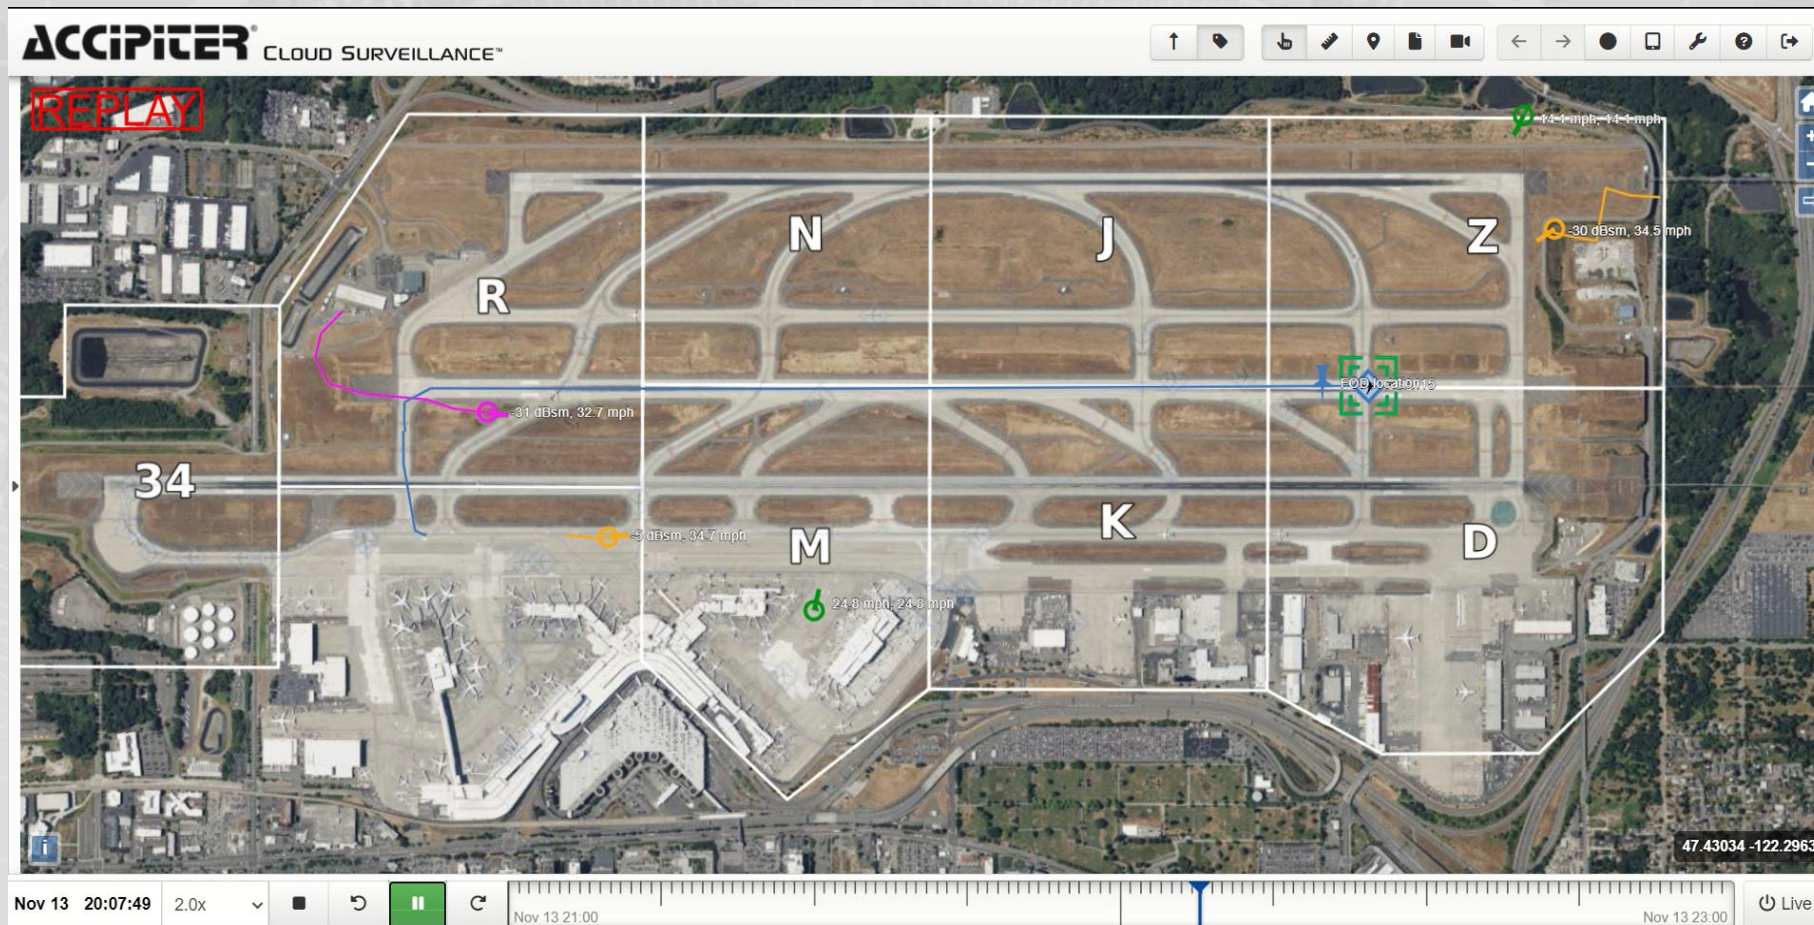 ACCIPITER® CLOUD SURVEILLANCE™
REPLAY
14.1 mph, 14.1 mph
N
J
Z
-30 dBsm, 34.5 mph
R
FOD location
-31 dBsm, 32.7 mph
34
K
M
D
-5 dBsm, 34.7 mph
24.8 mph, 24.8 mph
47.43034 -122.2963
Nov 13 20:07:49
2.0x
Live
Nov 13 21:00
Nov 13 23:00